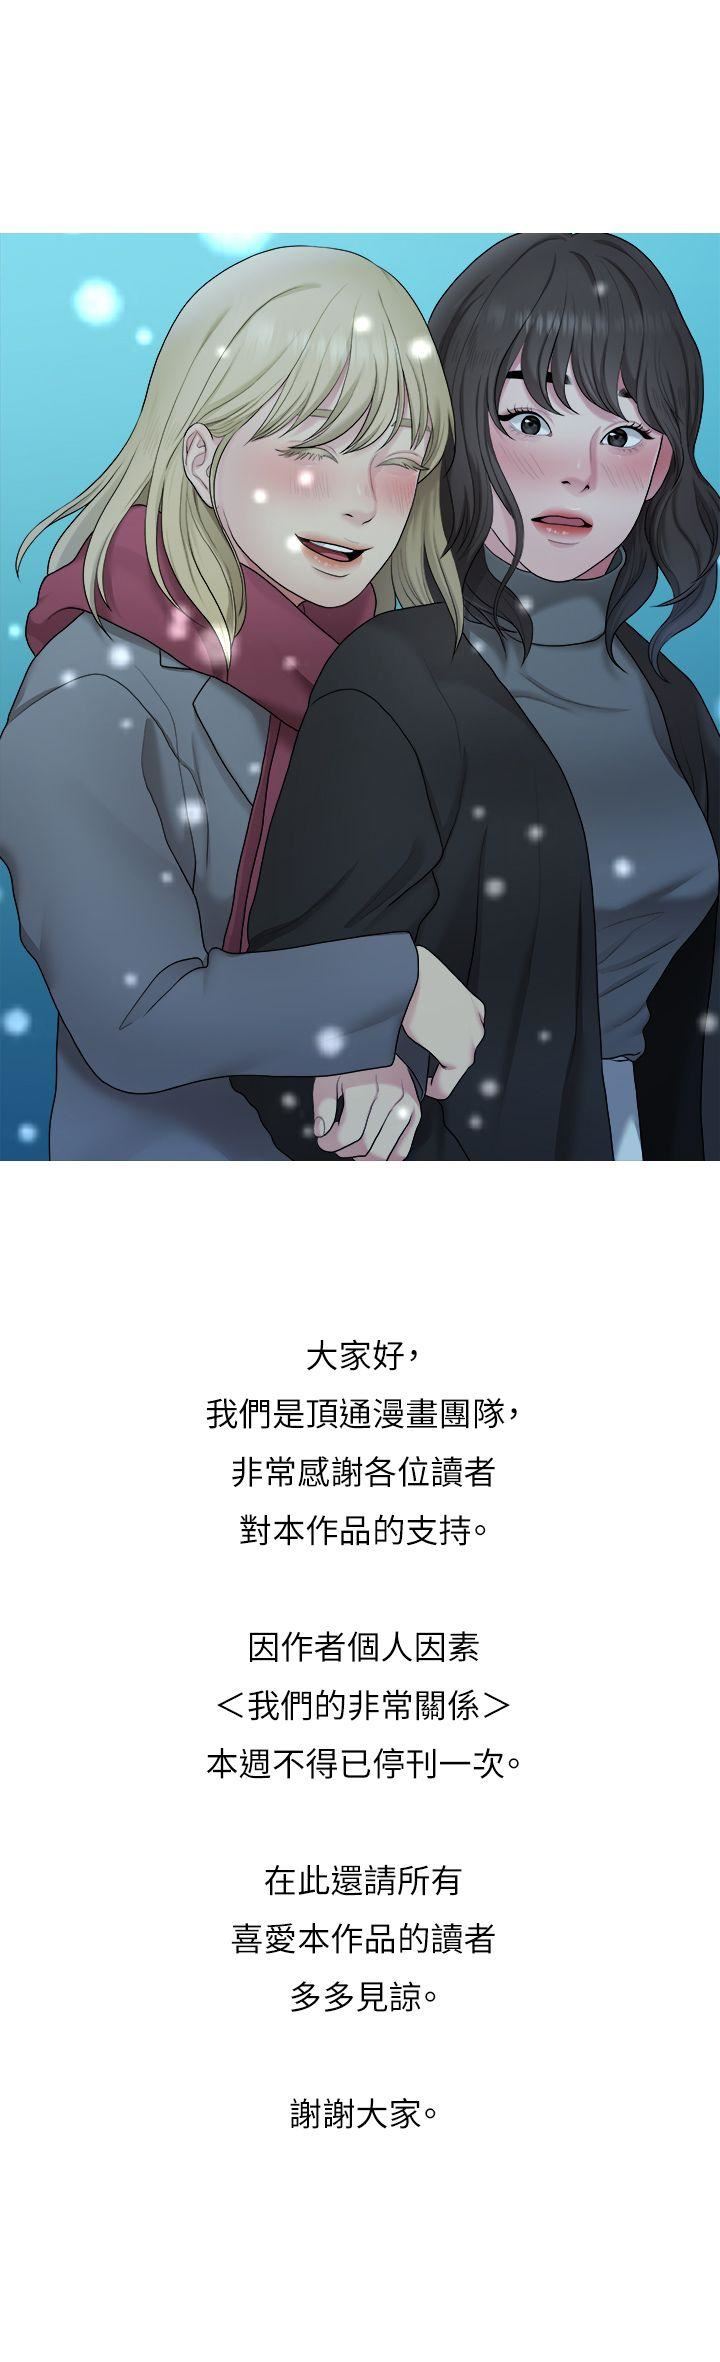 大家好，
我們是頂通漫畫團隊，
非常感謝各位讀者
對本作品的支持。
因作者個人因素
＜我們的非常關係＞
本週不得已停刊一次。
在此還請所有
喜愛本作品的讀者
多多見諒。
謝謝大家。